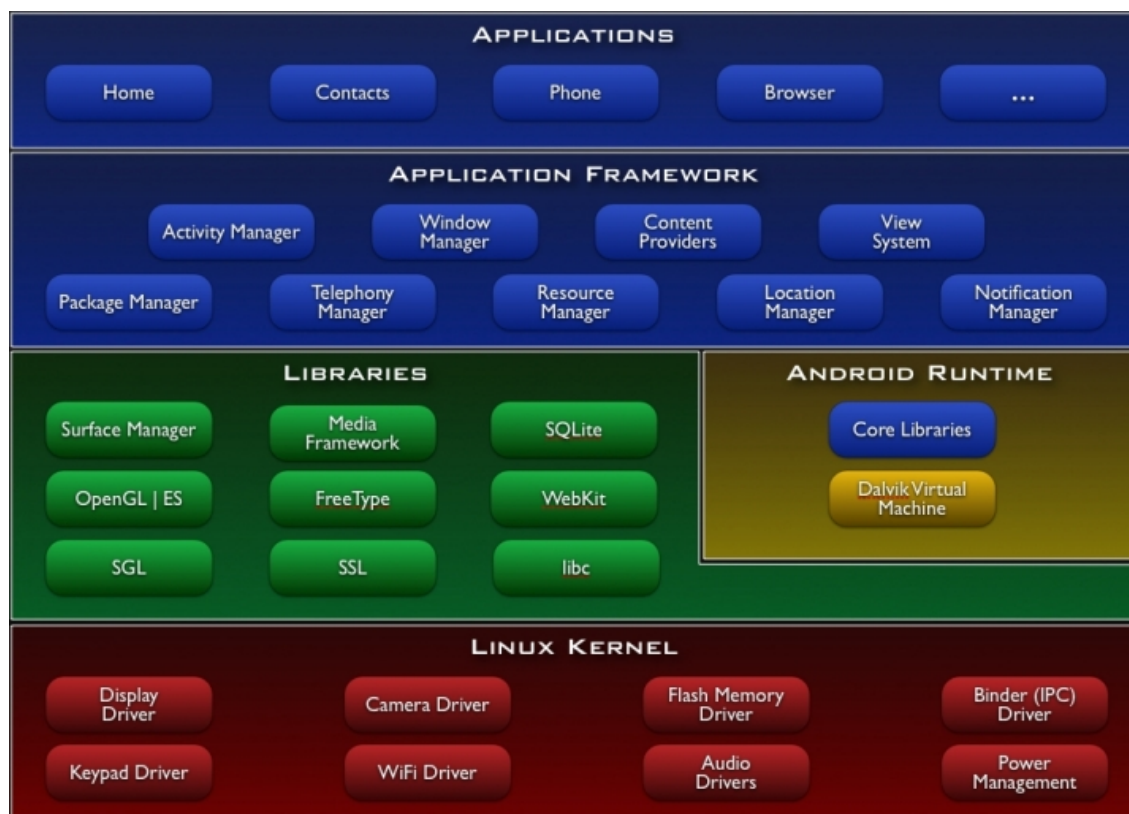 APPLICATIONS
Home
Contacts
Phone
Browser
...
APPLICATION FRAMEWORK
Activity Manager
Window
Manager
Content
Providers
View
System
Package Manager
Telephony
Manager
Resource
Manager
Location
Manager
Notification
Manager
LIBRARIES
Surface Manager
Media
Framework
SQLite
OpenGL | ES
FreeType
WebKit
SGL
SSL
libc
ANDROID RUNTIME
Core Libraries
Dalvik Virtual
Machine
LINUX KERNEL
Display
Driver
Camera Driver
Flash Memory
Driver
Binder (IPC)
Driver
Keypad Driver
WiFi Driver
Audio
Drivers
Power
Management